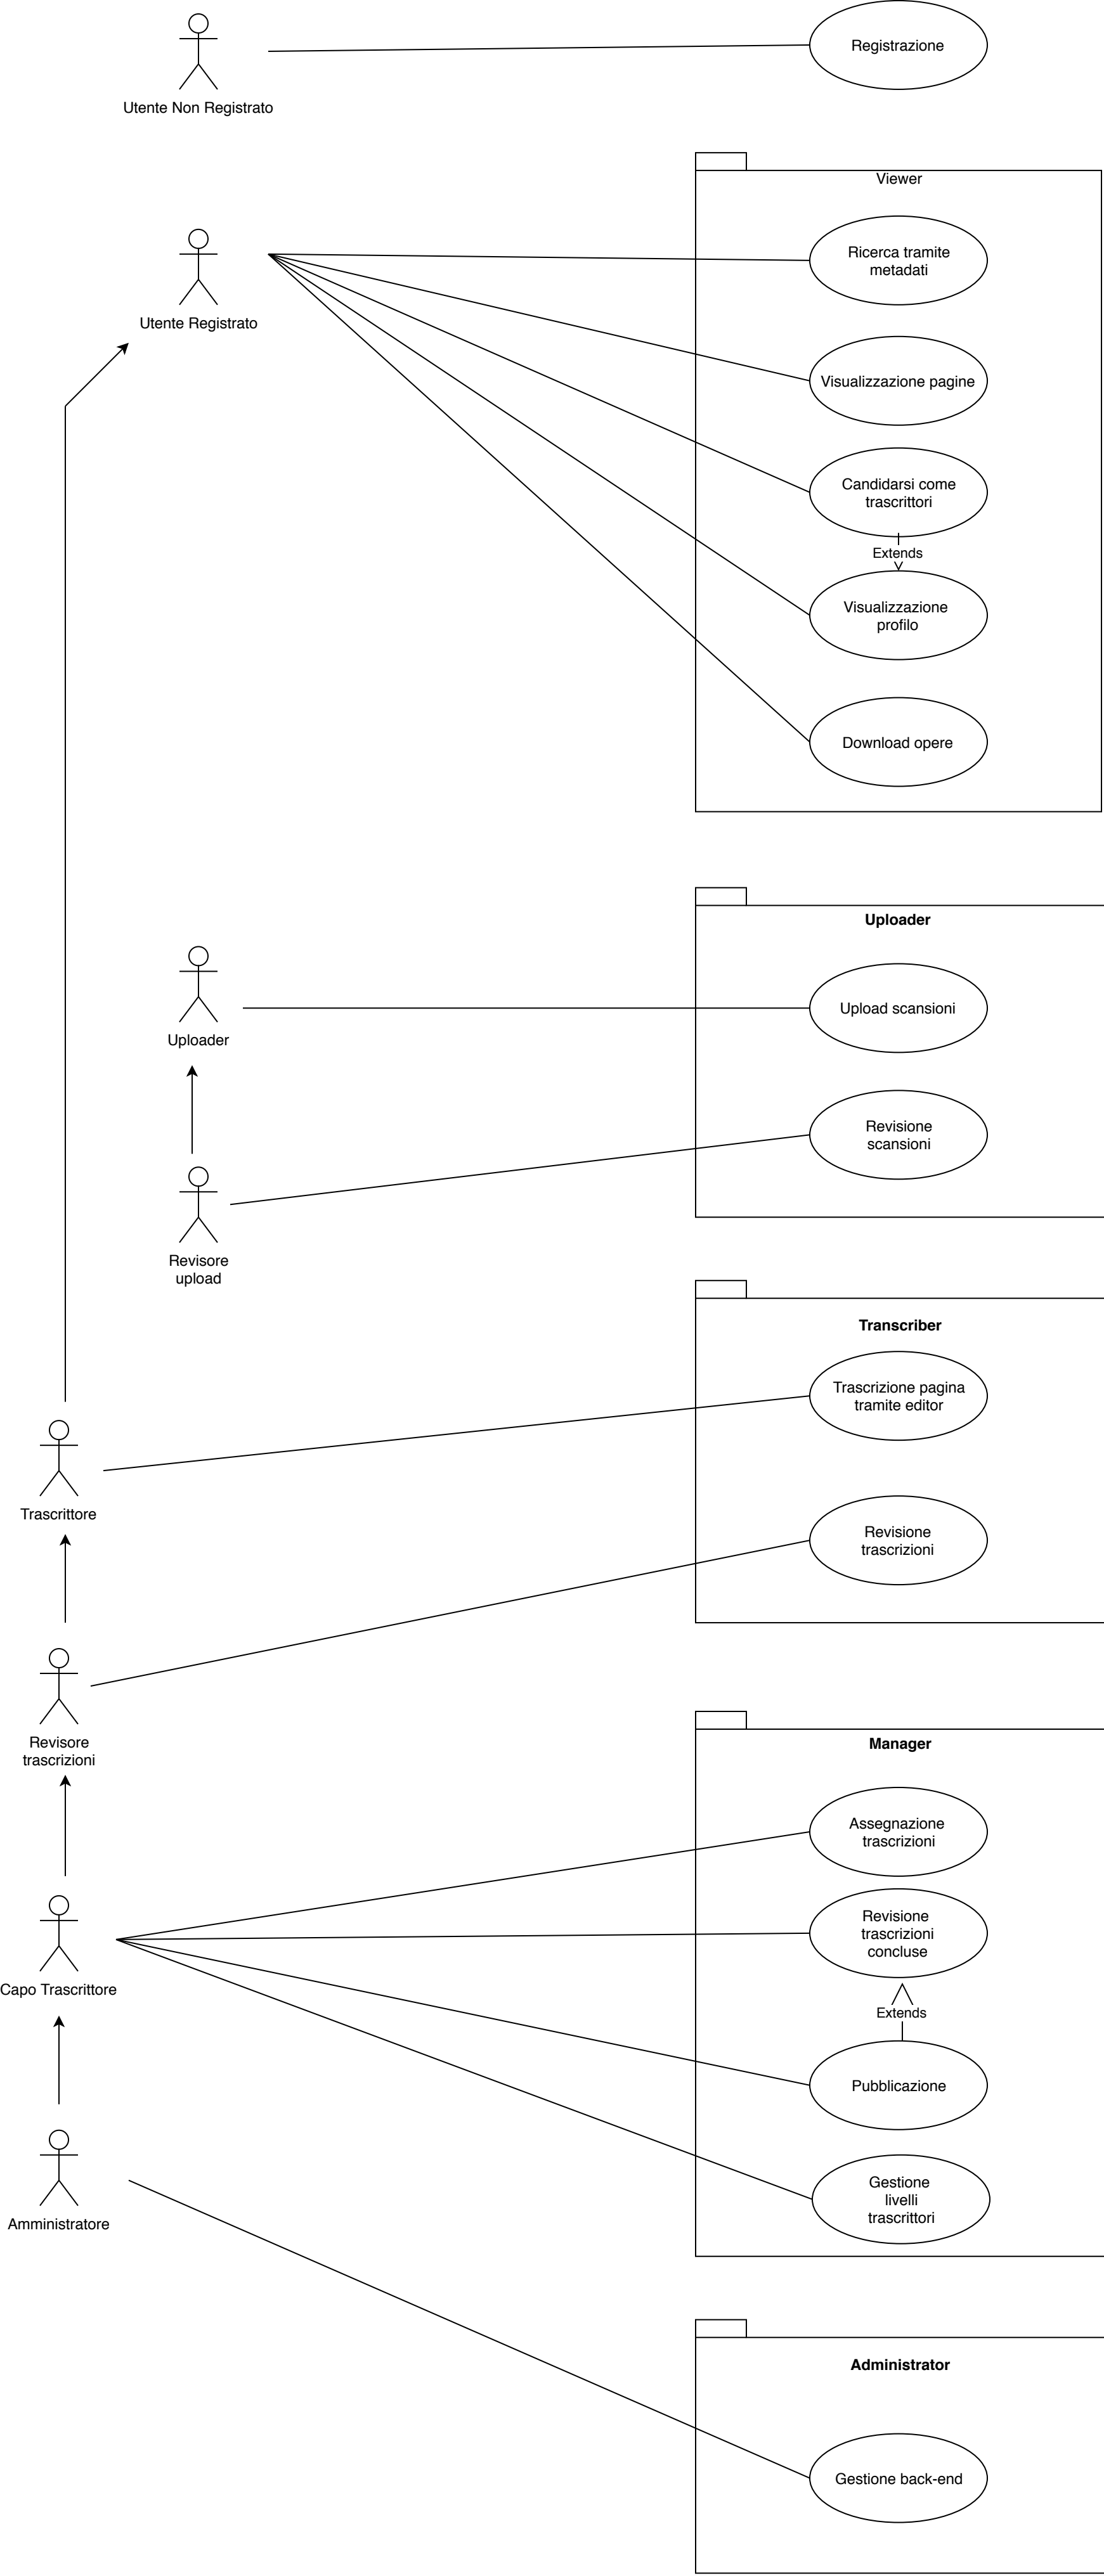 Registrazione
Utente Non Registrato
Viewer
Ricerca tramite
metadati
Utente Registrato
Visualizzazione pagine
Candidarsi come
trascrittori
Extends
Visualizzazione
profilo
Download opere
Uploader
Upload scansioni
Uploader
Revisione
scansioni
Revisore
upload
Transcriber
Trascrizione pagina
tramite editor
Trascrittore
Revisione
trascrizioni
Revisore
trascrizioni
Manager
Assegnazione
trascrizioni
Revisione
trascrizioni
concluse
Capo Trascrittore
Extends
Pubblicazione
Gestione
livelli
trascrittori
Amministratore
Administrator
Gestione back-end